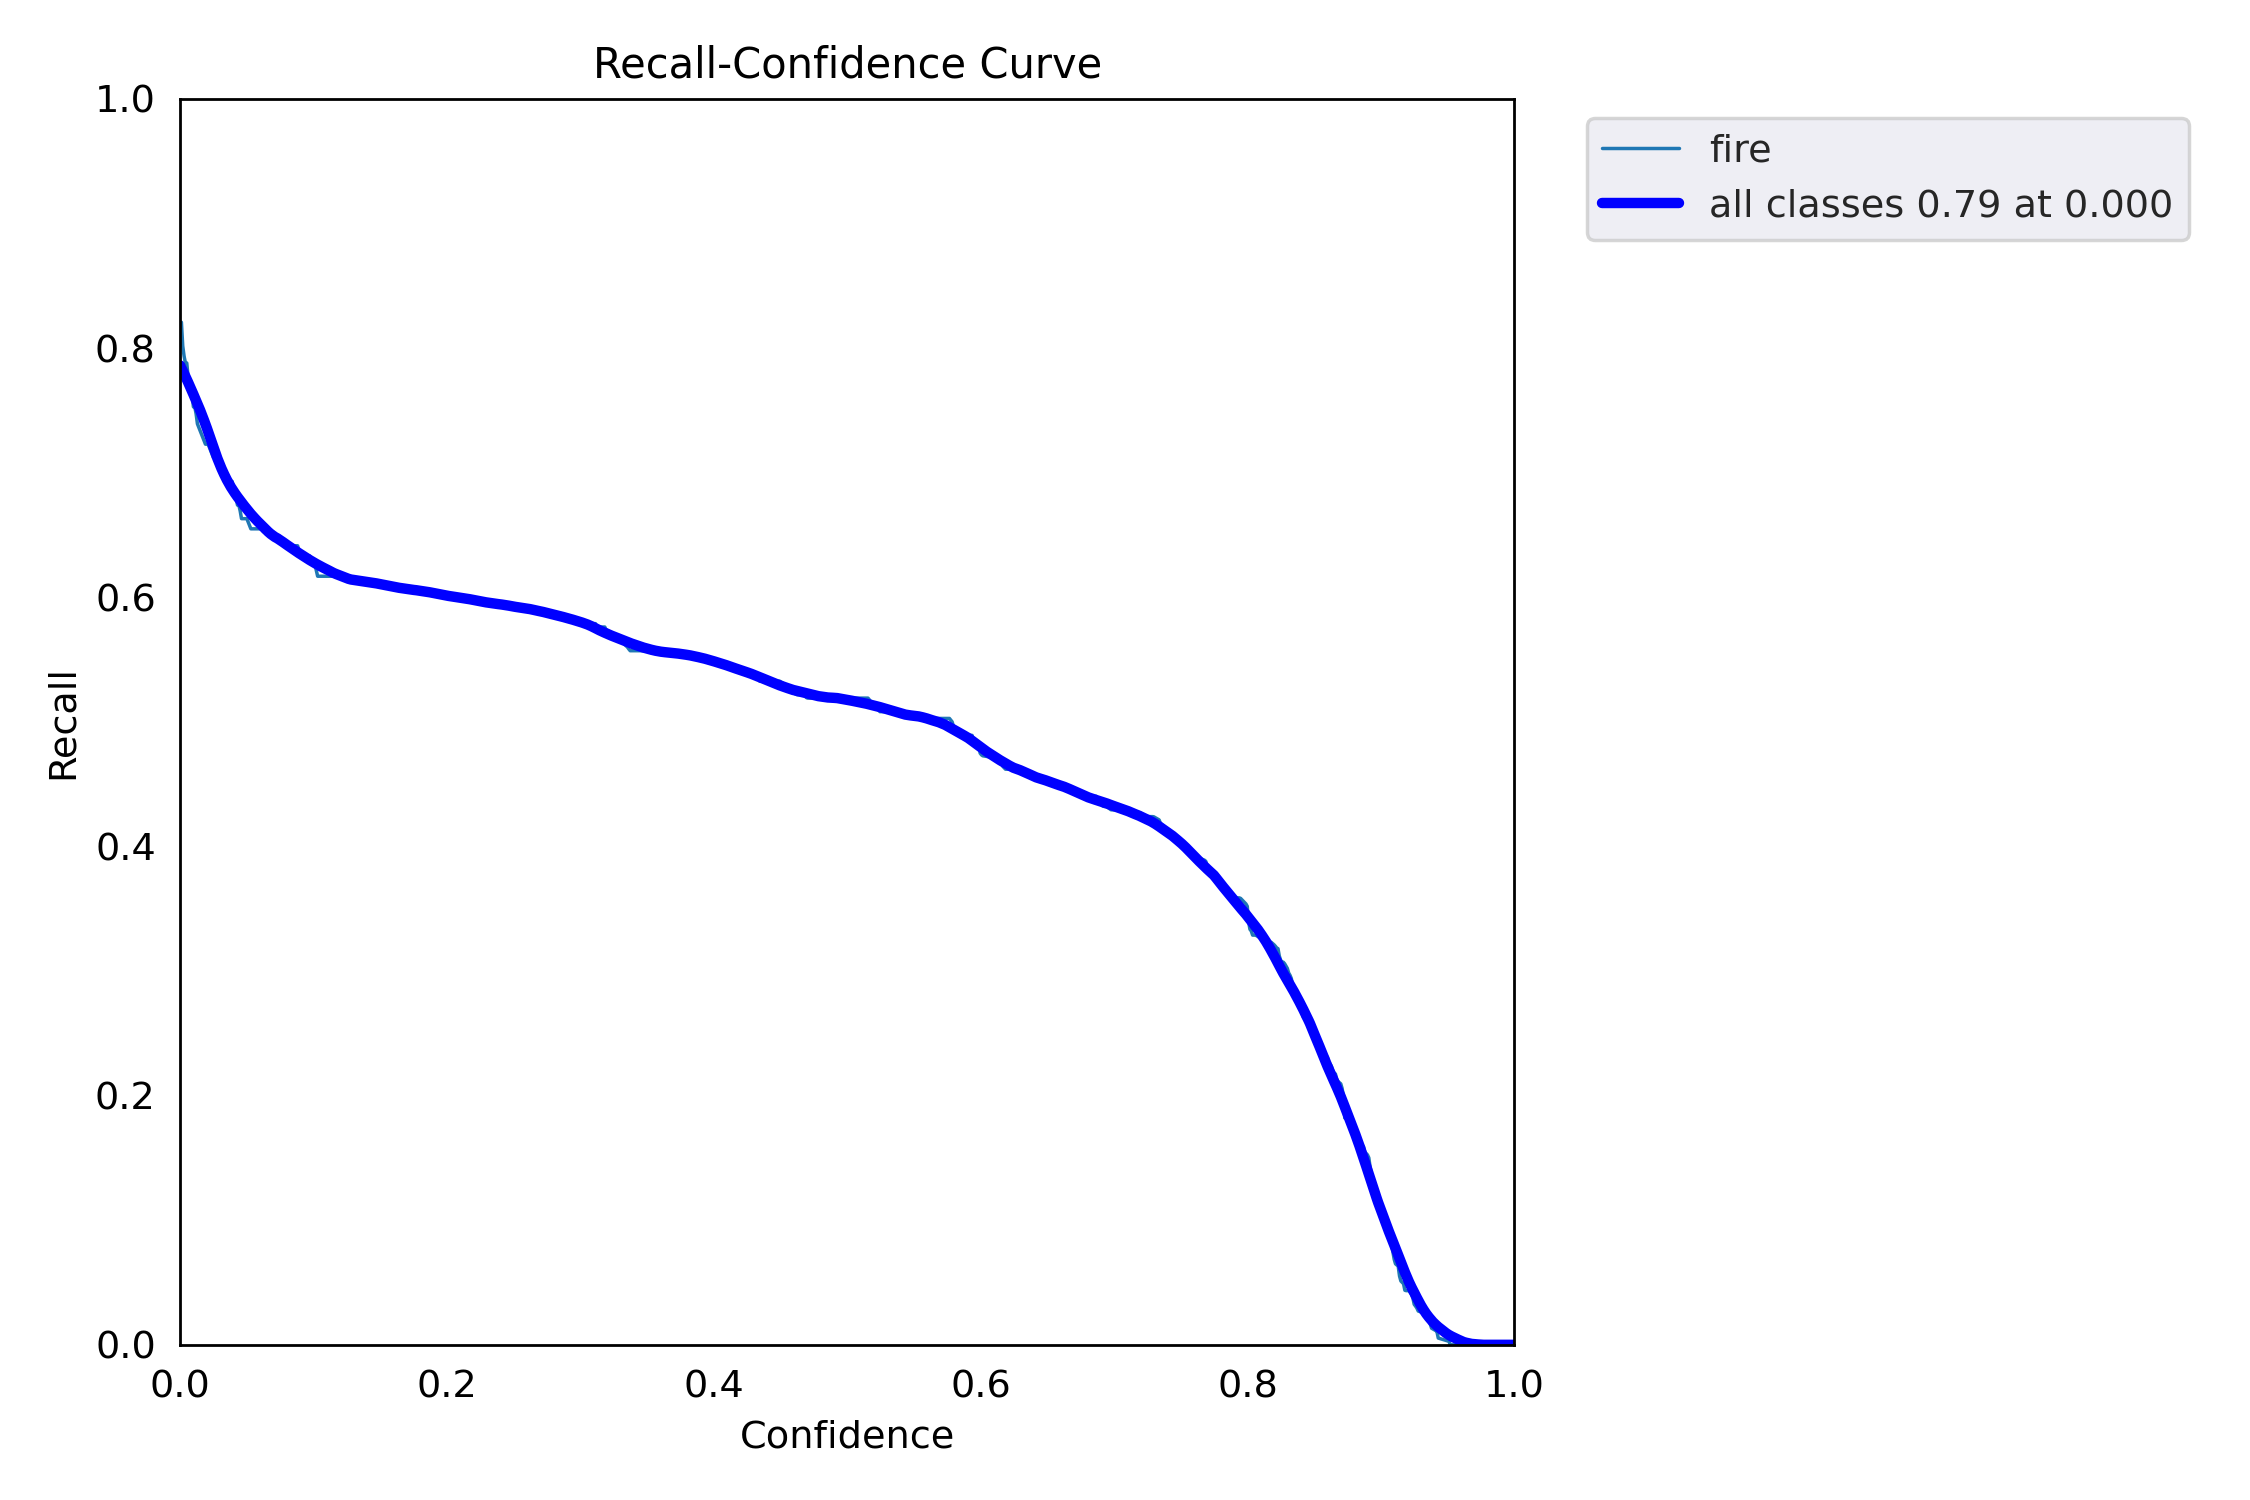 Recall-Confidence Curve
1.0
0.8
0.6
0.4
0.2
0.0
Recall
0.0 0.2 0.4 0.6 0.8 1.0
Confidence
fire
all classes 0.79 at 0.000